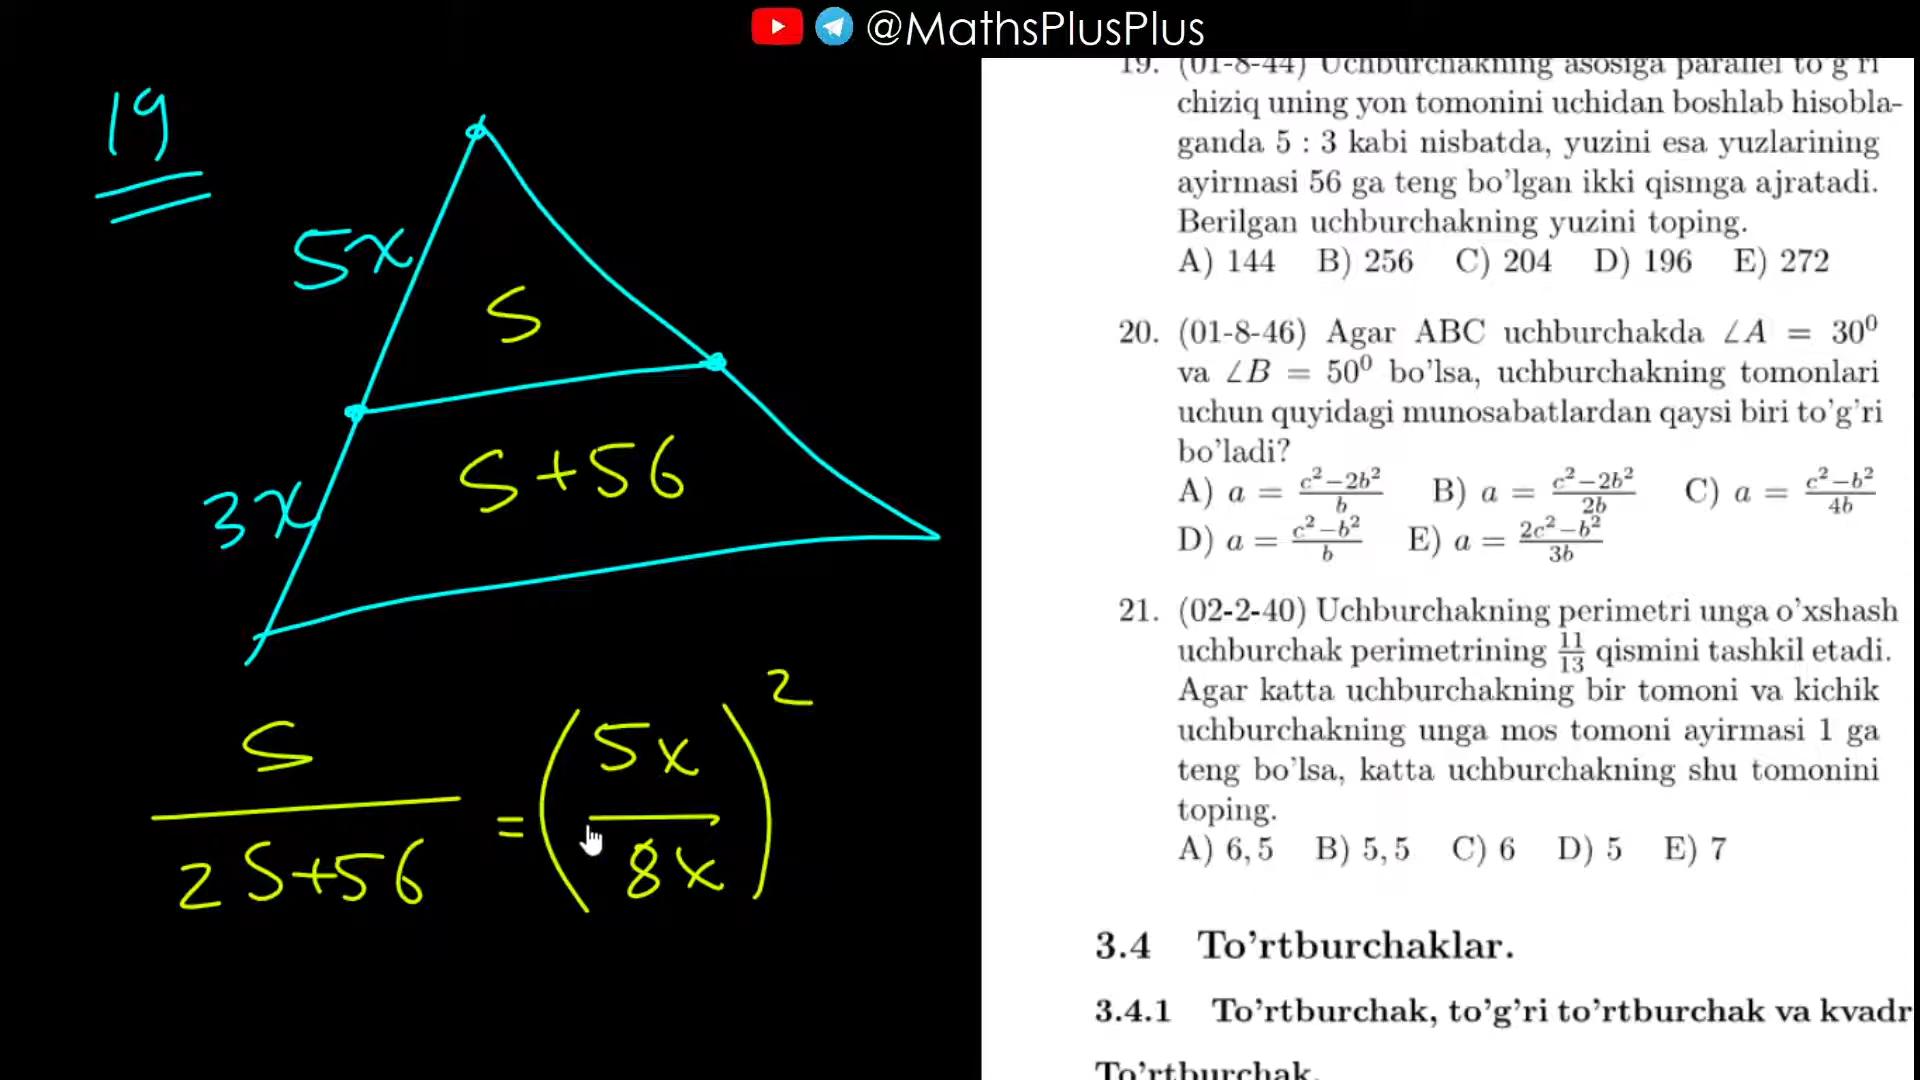 @MathsPlusPlus
19
5x
S
S+56
3x
S
2S+56
=
(5x
8x)
2
19. (01-8-44) Uchburchakning asosiga parallel to'g'ri
chiziq uning yon tomonini uchidan boshlab hisobla-
ganda 5 : 3 kabi nisbatda, yuzini esa yuzlarining
ayirmasi 56 ga teng bo'lgan ikki qismga ajratadi.
Berilgan uchburchakning yuzini toping.
A) 144 B) 256 C) 204 D) 196 E) 272
20. (01-8-46) Agar ABC uchburchakda ∠A = 30⁰
va ∠B = 50⁰ bo'lsa, uchburchakning tomonlari
uchun quyidagi munosabatlardan qaysi biri to'g'ri
bo'ladi?
A) a = c²−2b²/b B) a = c²−2b²/2b C) a = c²−b²/4b
D) a = c²−b²/b E) a = 2c²−b²/3b
21. (02-2-40) Uchburchakning perimetri unga o'xshash
uchburchak perimetrining 11/13 qismini tashkil etadi.
Agar katta uchburchakning bir tomoni va kichik
uchburchakning unga mos tomoni ayirmasi 1 ga
teng bo'lsa, katta uchburchakning shu tomonini
toping.
A) 6,5 B) 5,5 C) 6 D) 5 E) 7
3.4 To'rtburchaklar.
3.4.1 To'rtburchak, to'g'ri to'rtburchak va kvadr
To'rtburchak.